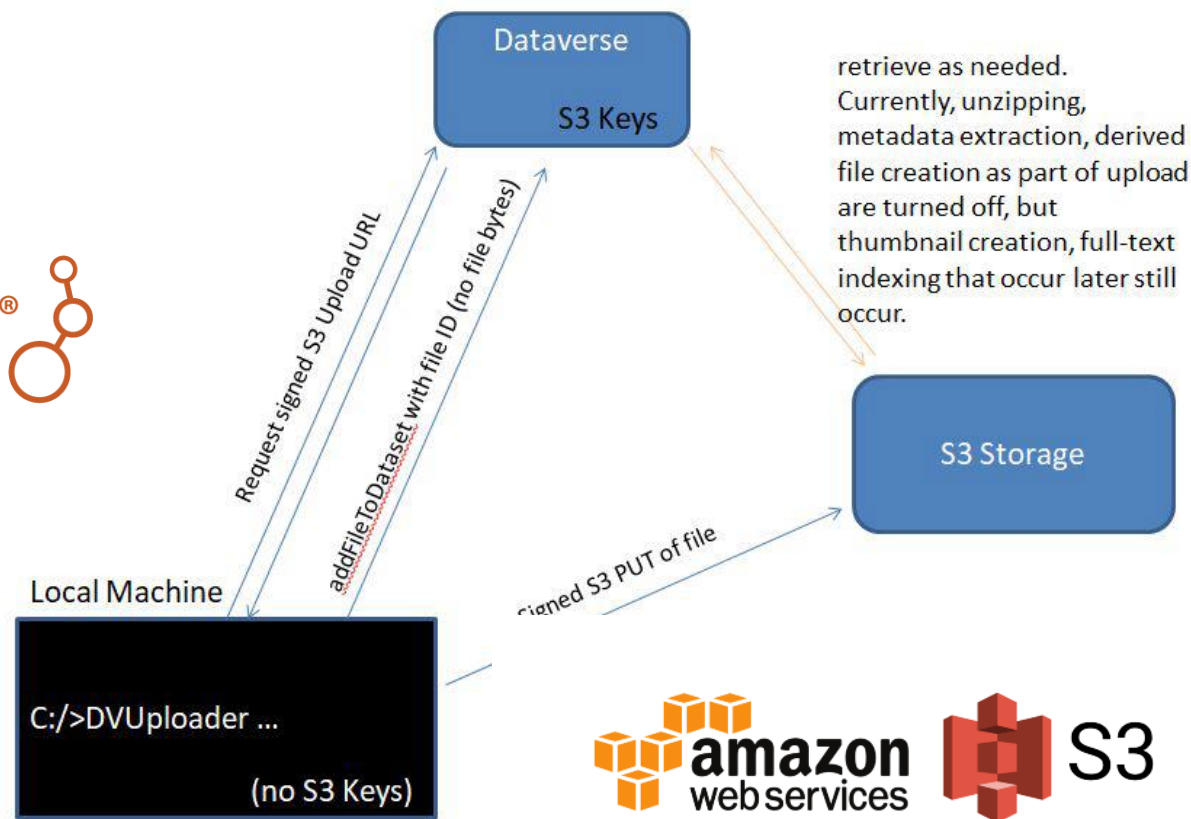 Dataverse
S3 Keys
retrieve as needed.
Currently, unzipping,
metadata extraction, derived
file creation as part of upload
are turned off, but
thumbnail creation, full-text
indexing that occur later still
occur.
®
Request signed S3 Upload URL
addFileToDataset with file ID (no file bytes)
S3 Storage
Signed S3 PUT of file
Local Machine
C:/>DVUploader ...
(no S3 Keys)
amazon
webservices
S3